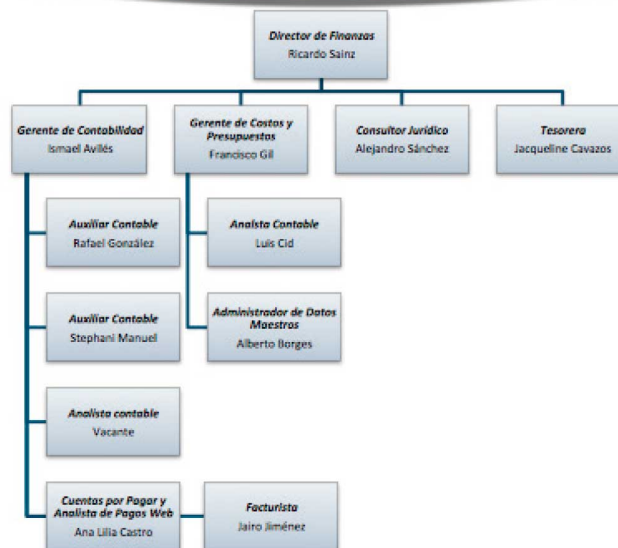 Director de Finanzas
Ricardo Sainz
Gerente de Contabilidad
Ismael Avilés
Gerente de Costos y
Presupuestos
Francisco Gil
Consultor Jurídico
Alejandro Sánchez
Tesorera
Jacqueline Cavazos
Auxiliar Contable
Rafael González
Analsta Contable
Luis Cid
Auxiliar Contable
Stephani Manuel
Administrador de Datos
Maestros
Alberto Borges
Analista contable
Vacante
Cuentas por Pagar y
Analista de Pagos Web
Ana Lilia Castro
Facturista
Jairo Jiménez